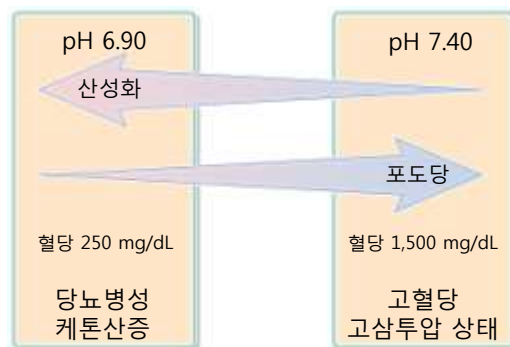 pH 6.90
pH 7.40
산성화
포도당
혈당 250 mg/dL
혈당 1,500 mg/dL
당뇨병성
케톤산증
고혈당
고삼투압 상태